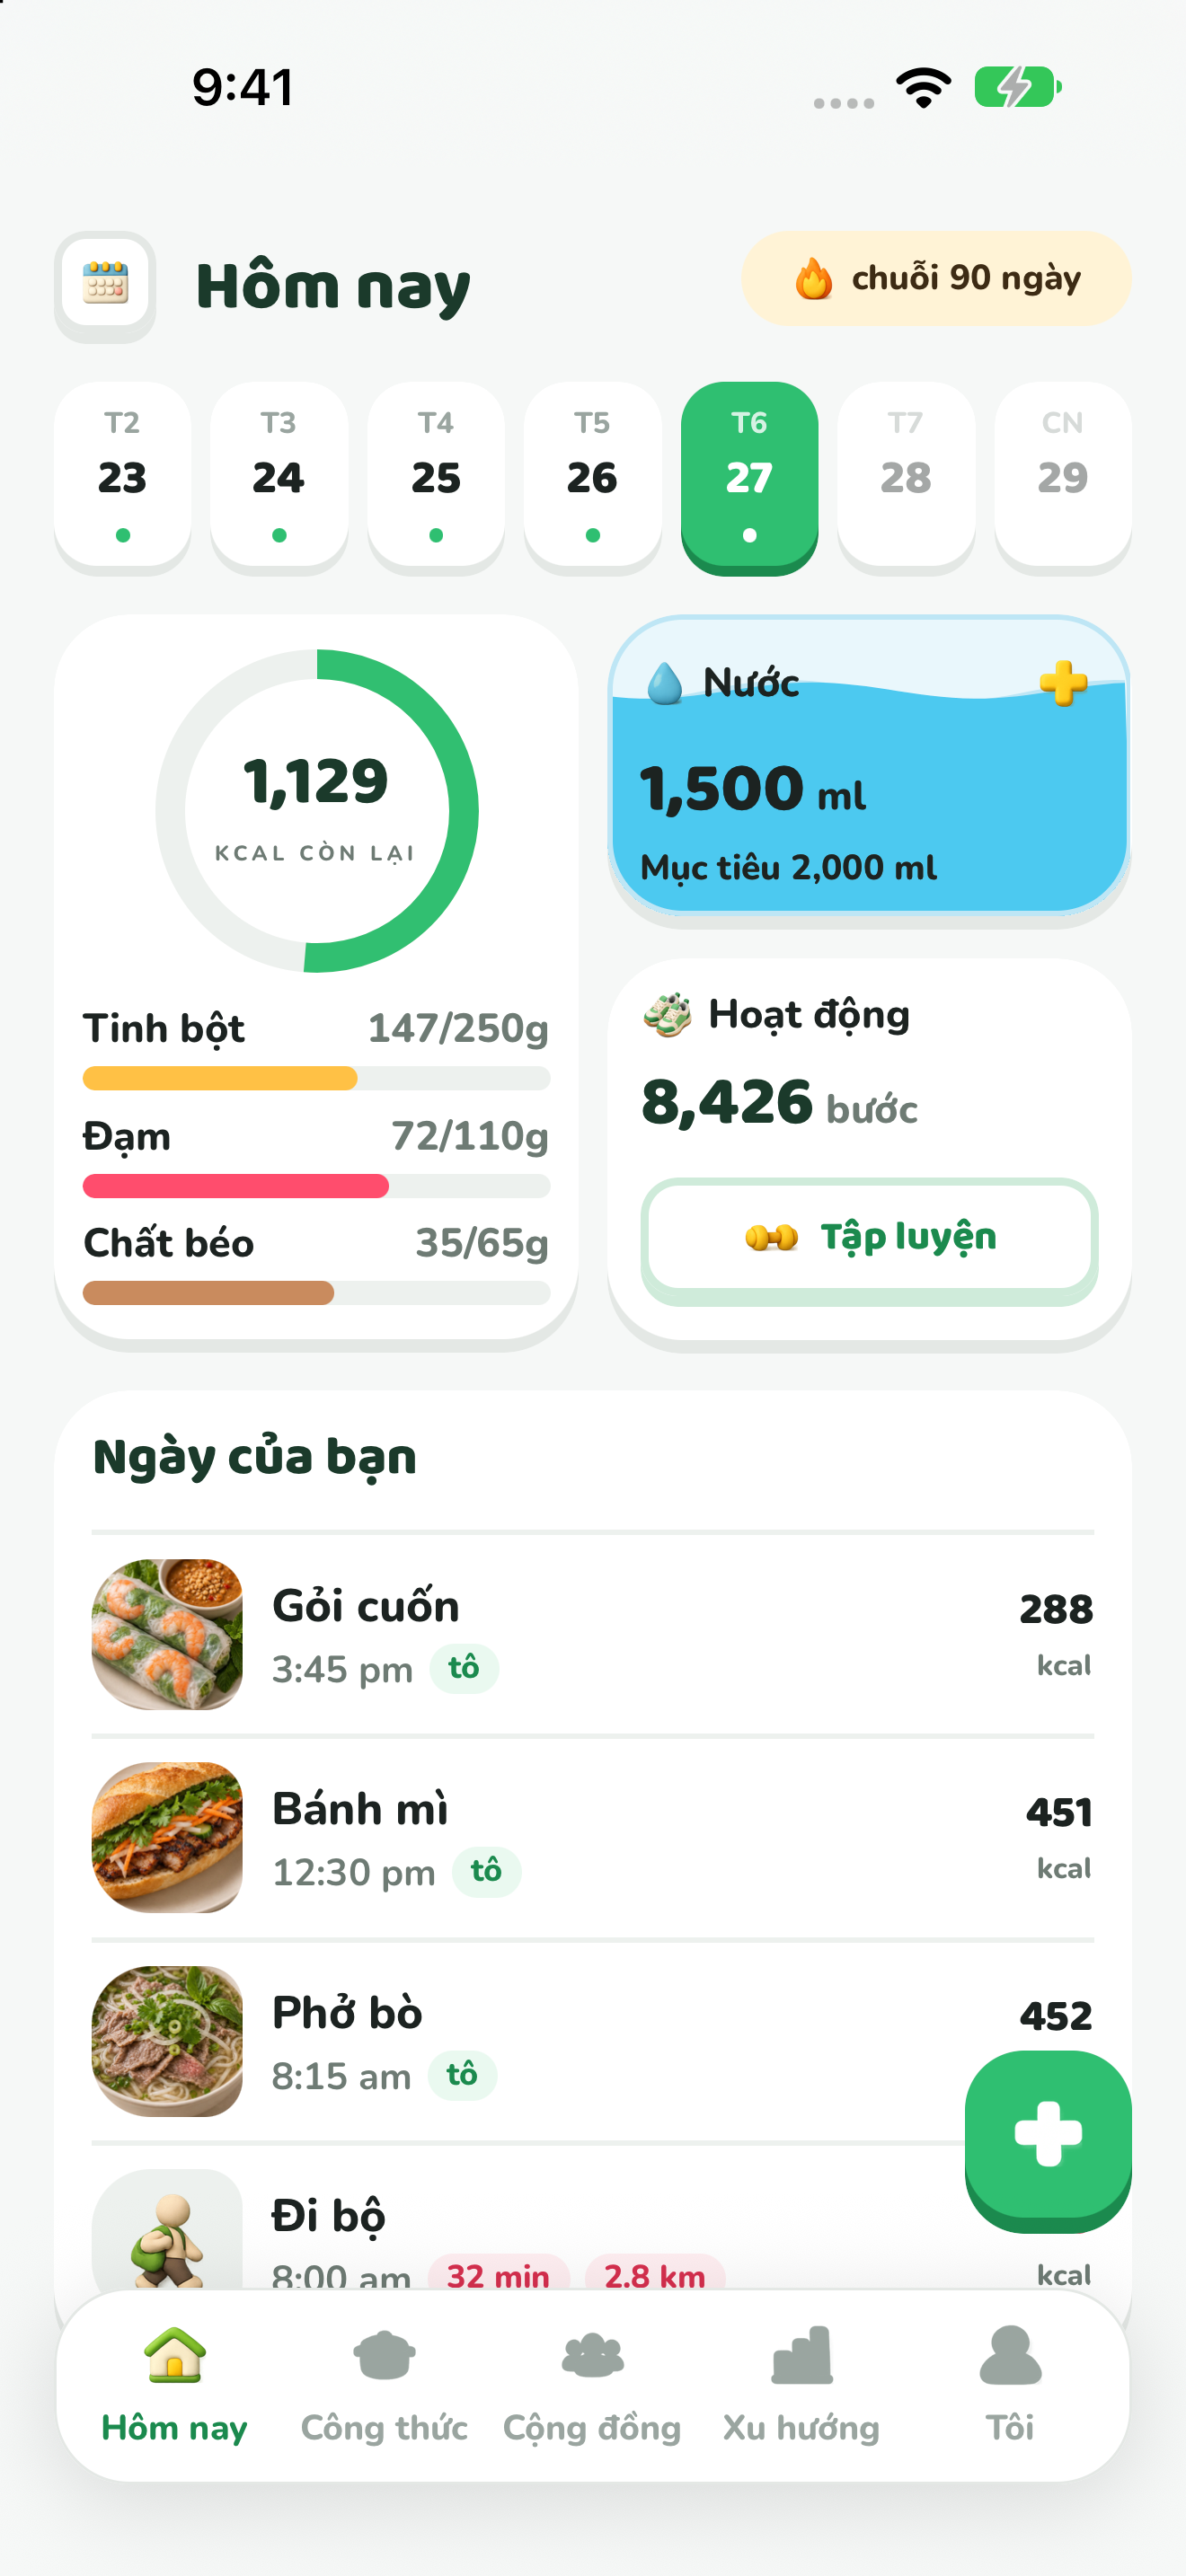 9:41
Hôm nay
chuỗi 90 ngày
T2 T3 T4 T5 T6 T7 CN
23 24 25 26 27 28 29
1,129
KCAL CÒN LẠI
Tinh bột 147/250g
Đạm 72/110g
Chất béo 35/65g
Nước
1,500 ml
Mục tiêu 2,000 ml
Hoạt động
8,426 bước
Tập luyện
Ngày của bạn
Gỏi cuốn 288
3:45 pm tô kcal
Bánh mì 451
12:30 pm tô kcal
Phở bò 452
8:15 am tô
Đi bộ
8:00 am 32 min 2.8 km kcal
Hôm nay Công thức Cộng đồng Xu hướng Tôi